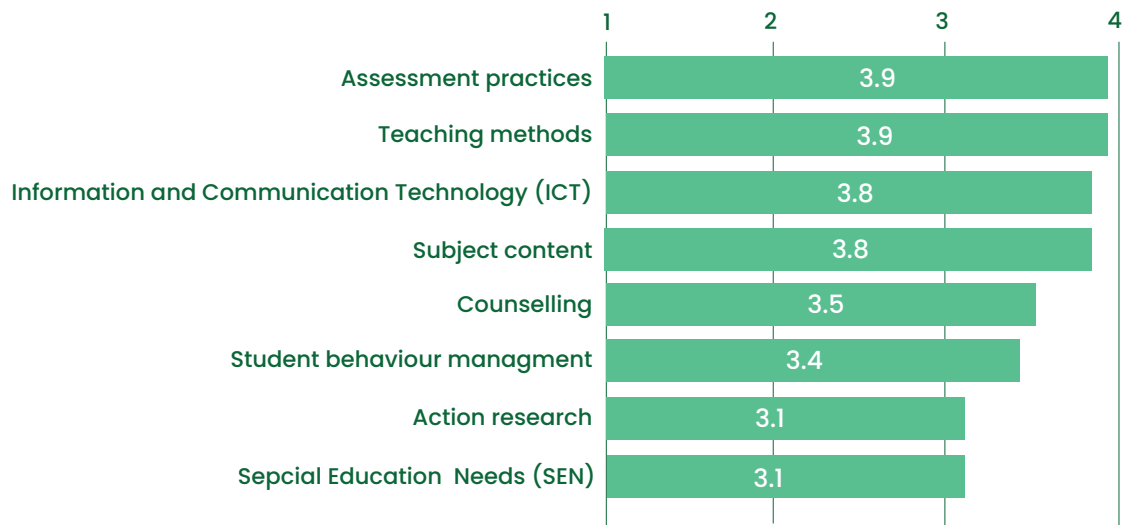 1 2 3 4
Assessment practices 3.9
Teaching methods 3.9
Information and Communication Technology (ICT) 3.8
Subject content 3.8
Counselling 3.5
Student behaviour managment 3.4
Action research 3.1
Sepcial Education Needs (SEN) 3.1